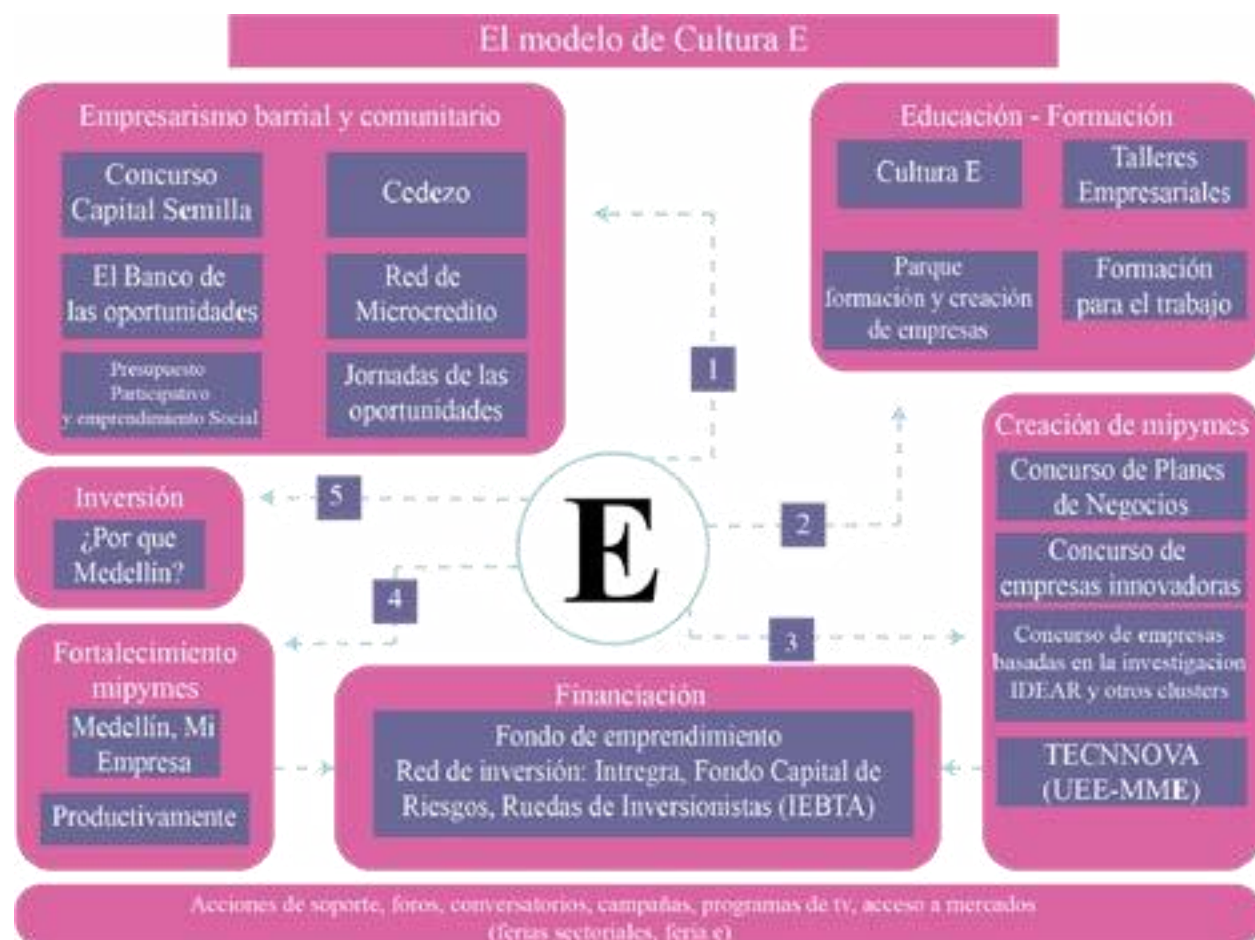 El modelo de Cultura E
Empresarismo barrial y comunitario
Concurso
Capital Semilla
Cedezo
El Banco de
las oportunidades
Red de
Microcredito
Presupuesto
Participativo
y emprendimiento Social
Jornadas de las
oportunidades
Educación - Formación
Cultura E
Talleres
Empresariales
Parque
formación y creación
de empresas
Formación
para el trabajo
1
Creación de mipymes
Concurso de Planes
de Negocios
Concurso de
empresas innovadoras
Concurso de empresas
basadas en la investigacion
IDEAR y otros clusters
TECNNOVA
(UEE-MME)
Inversión
¿Por que
Medellín?
5
E
2
4
3
Fortalecimiento
mipymes
Medellín, Mi
Empresa
Productivamente
Financiación
Fondo de emprendimiento
Red de inversión: Intregra, Fondo Capital de
Riesgos, Ruedas de Inversionistas (IEBTA)
Acciones de soporte, foros, conversatorios, campañas, programas de tv, acceso a mercados
(ferias sectoriales, feria e)